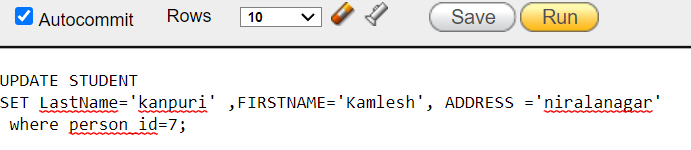 Autocommit Rows 10 Save Run
UPDATE STUDENT
SET LastName='kanpuri' ,FIRSTNAME='Kamlesh', ADDRESS ='niralanagar'
where person_id=7;